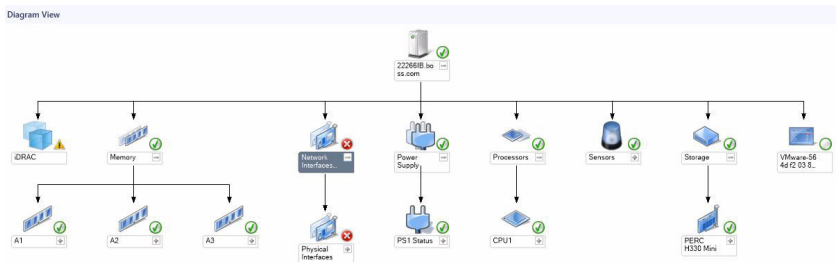 Diagram View
22266IB.bo
ss.com
iDRAC
Memory
Network
Interfaces...
Power
Supply
Processors
Sensors
Storage
VMware-56
4d f2 03 8...
A1
A2
A3
Physical
Interfaces
PS1 Status
CPU1
PERC
H330 Mini